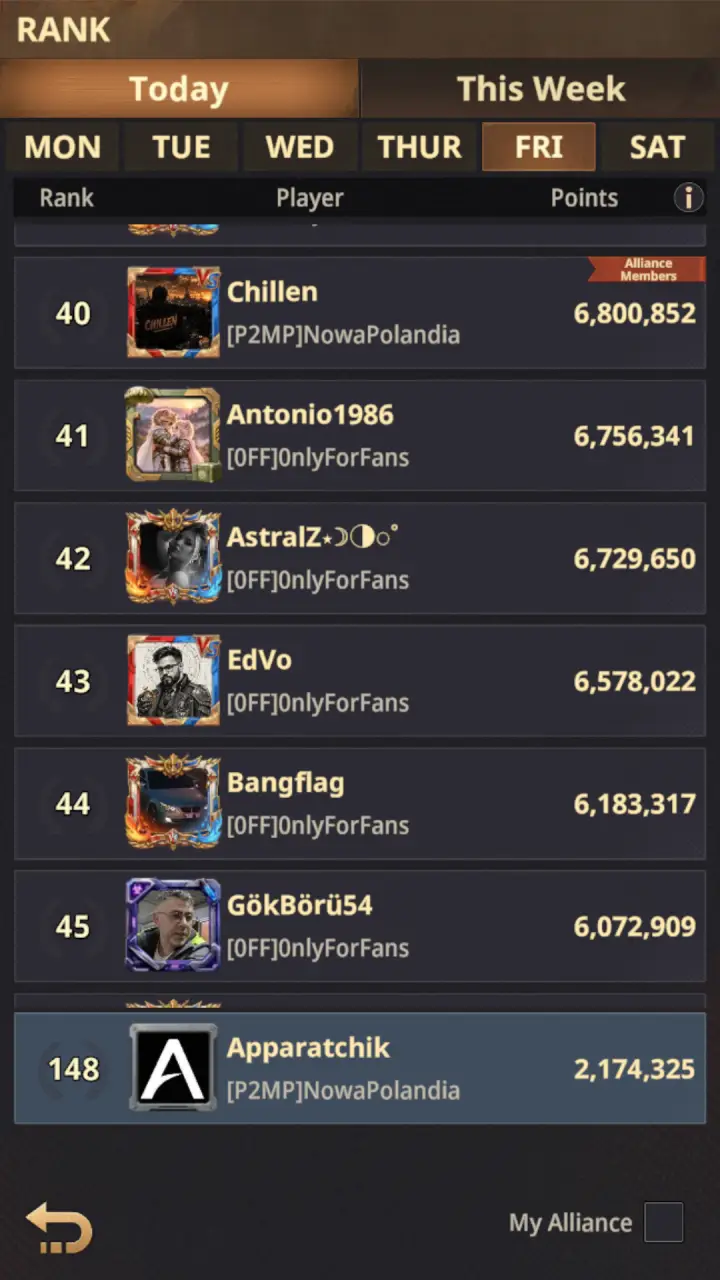 RANK
Today
This Week
MON TUE WED THUR FRI SAT
Rank Player Points
Alliance
Members
40
Chillen
[P2MP]NowaPolandia
6,800,852
41
Antonio1986
[0FF]0nlyForFans
6,756,341
42
AstralZ⋆☽◑○˚
[0FF]0nlyForFans
6,729,650
43
EdVo
[0FF]0nlyForFans
6,578,022
44
Bangflag
[0FF]0nlyForFans
6,183,317
45
GökBörü54
[0FF]0nlyForFans
6,072,909
148
Apparatchik
[P2MP]NowaPolandia
2,174,325
My Alliance